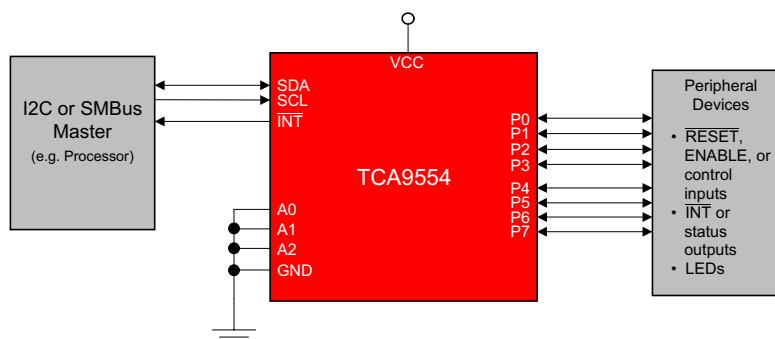 VCC
I2C or SMBus
Master
(e.g. Processor)
SDA
SCL
INT
A0
A1
A2
GND
TCA9554
P0
P1
P2
P3
P4
P5
P6
P7
Peripheral
Devices
• RESET,
ENABLE, or
control
inputs
• INT or
status
outputs
• LEDs